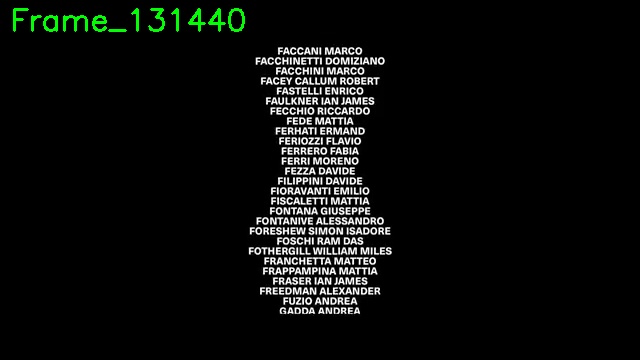 Frame_131440
FACCANI MARCO
FACCHINETTI DOMIZIANO
FACCHINI MARCO
FACEY CALLUM ROBERT
FASTELLI ENRICO
FAULKNER IAN JAMES
FECCHIO RICCARDO
FEDE MATTIA
FERHATI ERMAND
FERIOZZI FLAVIO
FERRERO FABIA
FERRI MORENO
FEZZA DAVIDE
FILIPPINI DAVIDE
FIORAVANTI EMILIO
FISCALETTI MATTIA
FONTANA GIUSEPPE
FONTANIVE ALESSANDRO
FORESHEW SIMON ISADORE
FOSCHI RAM DAS
FOTHERGILL WILLIAM MILES
FRANCHETTA MATTEO
FRAPPAMPINA MATTIA
FRASER IAN JAMES
FREEDMAN ALEXANDER
FUZIO ANDREA
GADDA ANDREA